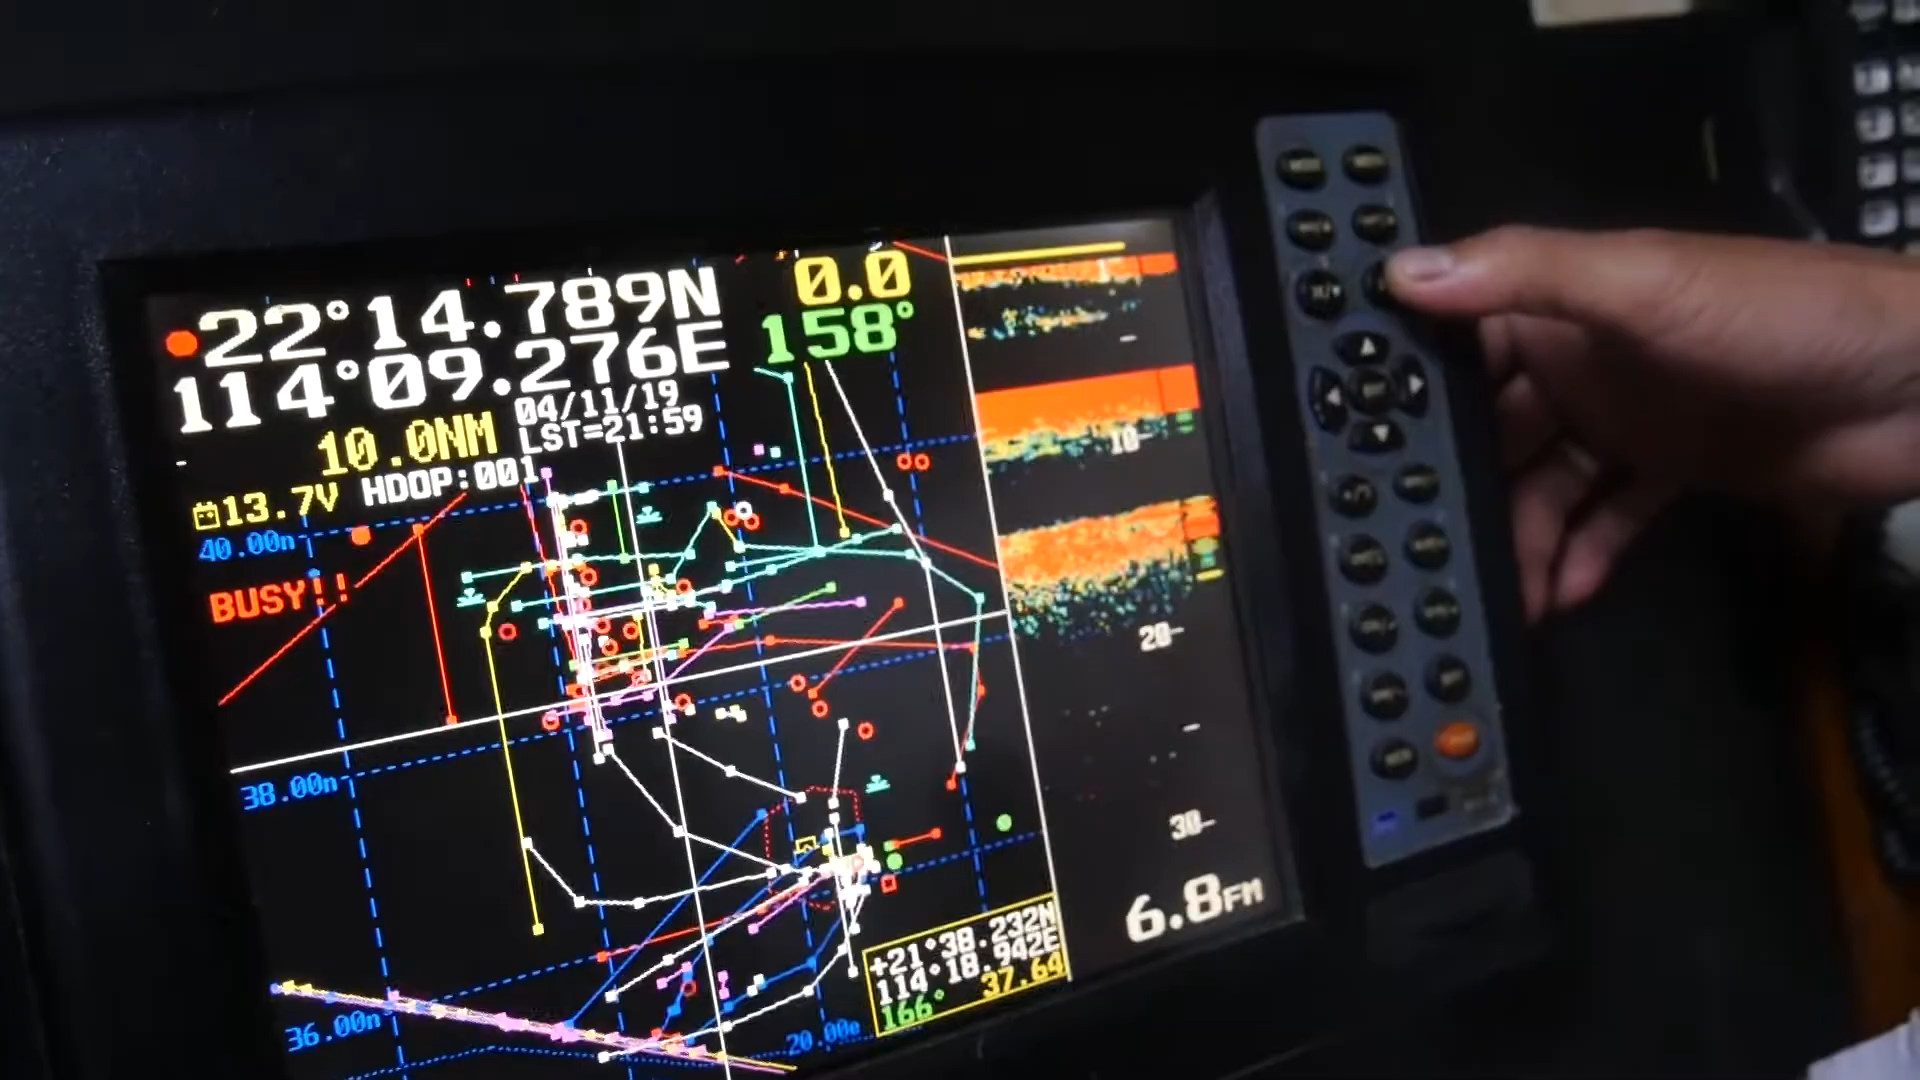 22°14.789N
114°09.276E
0.0
158°
10.0NM
04/11/19
LST=21:59
13.7V
HDOP:001
40.00n
BUSY!!
38.00n
36.00n
20.00e
10
20
30
6.8FM
+21°38.232N
114°18.942E
166° 37.64